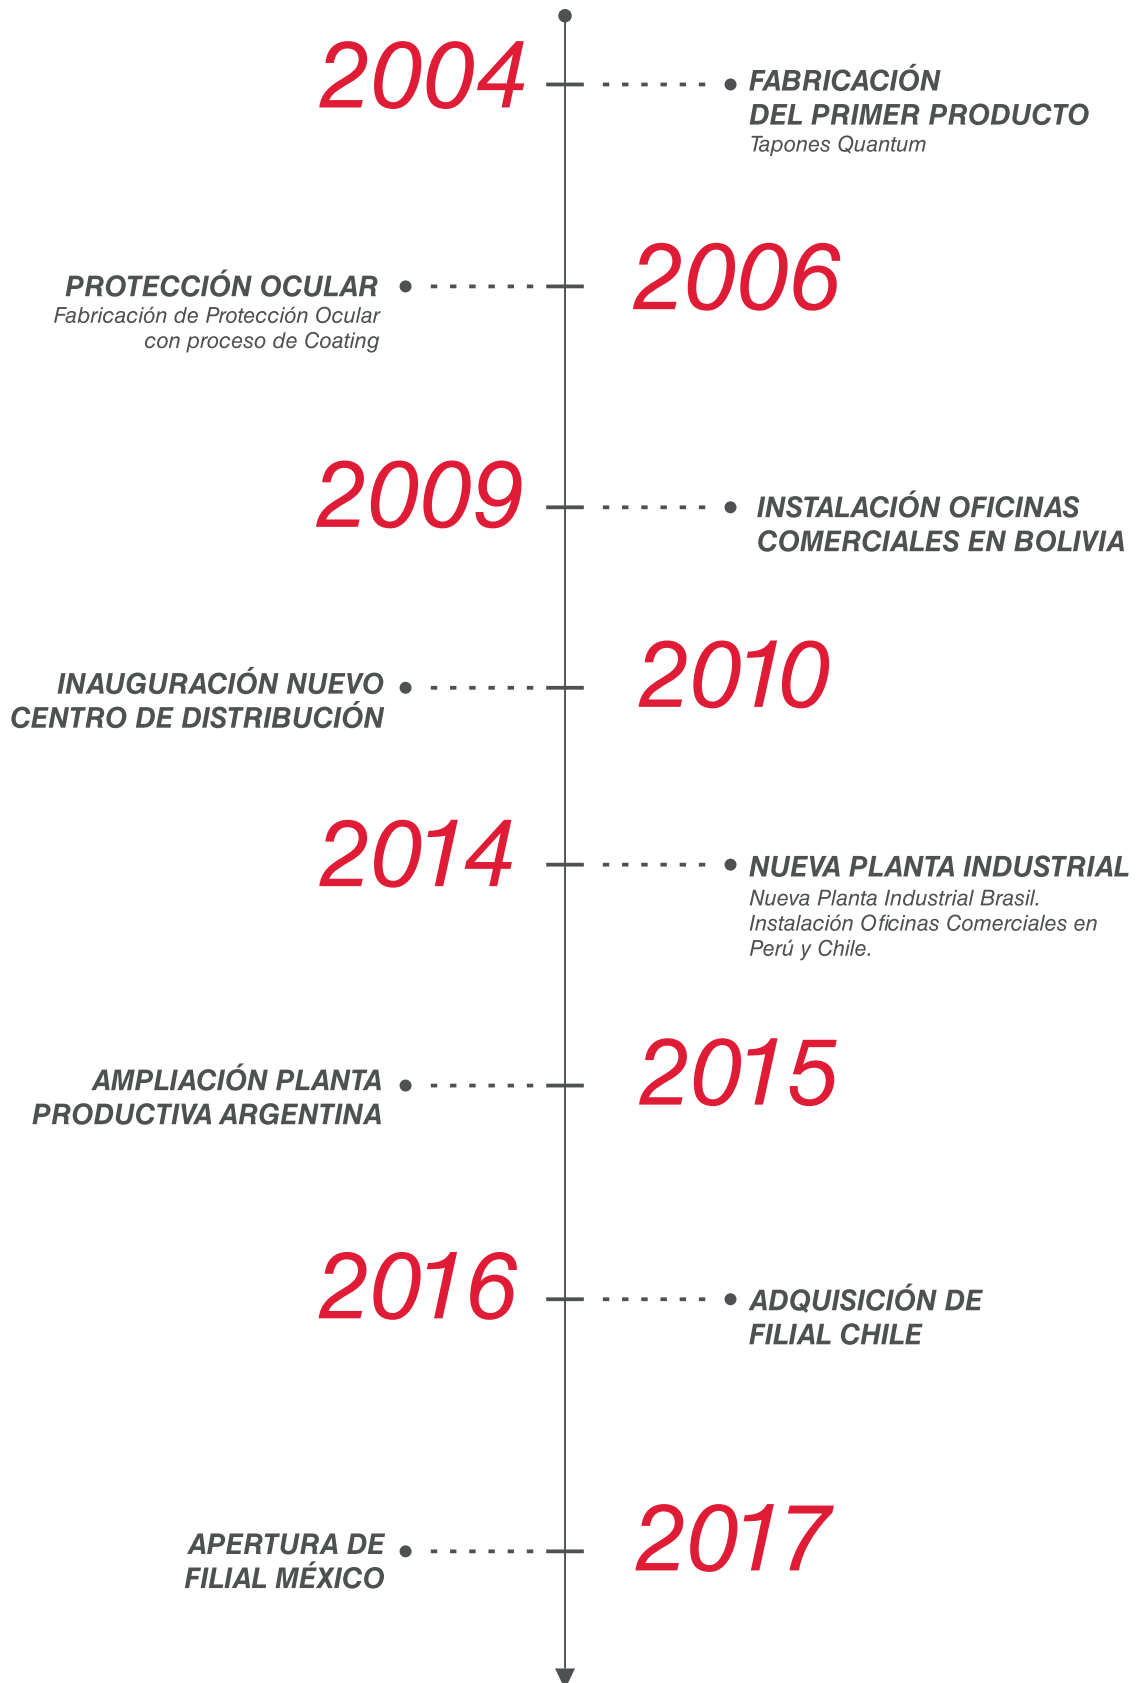 2004
FABRICACIÓN
DEL PRIMER PRODUCTO
Tapones Quantum
2006
PROTECCIÓN OCULAR
Fabricación de Protección Ocular
con proceso de Coating
2009
INSTALACIÓN OFICINAS
COMERCIALES EN BOLIVIA
2010
INAUGURACIÓN NUEVO
CENTRO DE DISTRIBUCIÓN
2014
NUEVA PLANTA INDUSTRIAL
Nueva Planta Industrial Brasil.
Instalación Oficinas Comerciales en
Perú y Chile.
2015
AMPLIACIÓN PLANTA
PRODUCTIVA ARGENTINA
2016
ADQUISICIÓN DE
FILIAL CHILE
2017
APERTURA DE
FILIAL MÉXICO